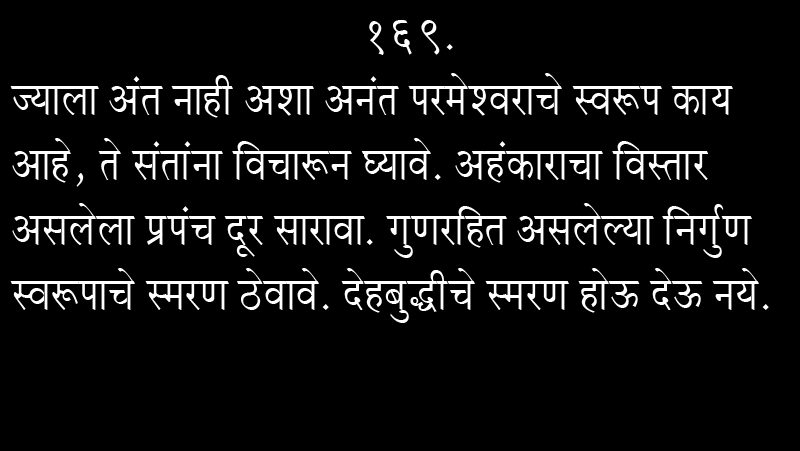 १६९.
ज्याला अंत नाही अशा अनंत परमेश्वराचे स्वरूप काय
आहे, ते संतांना विचारून घ्यावे. अहंकाराचा विस्तार
असलेला प्रपंच दूर सारावा. गुणरहित असलेल्या निर्गुण
स्वरूपाचे स्मरण ठेवावे. देहबुद्धीचे स्मरण होऊ देऊ नये.